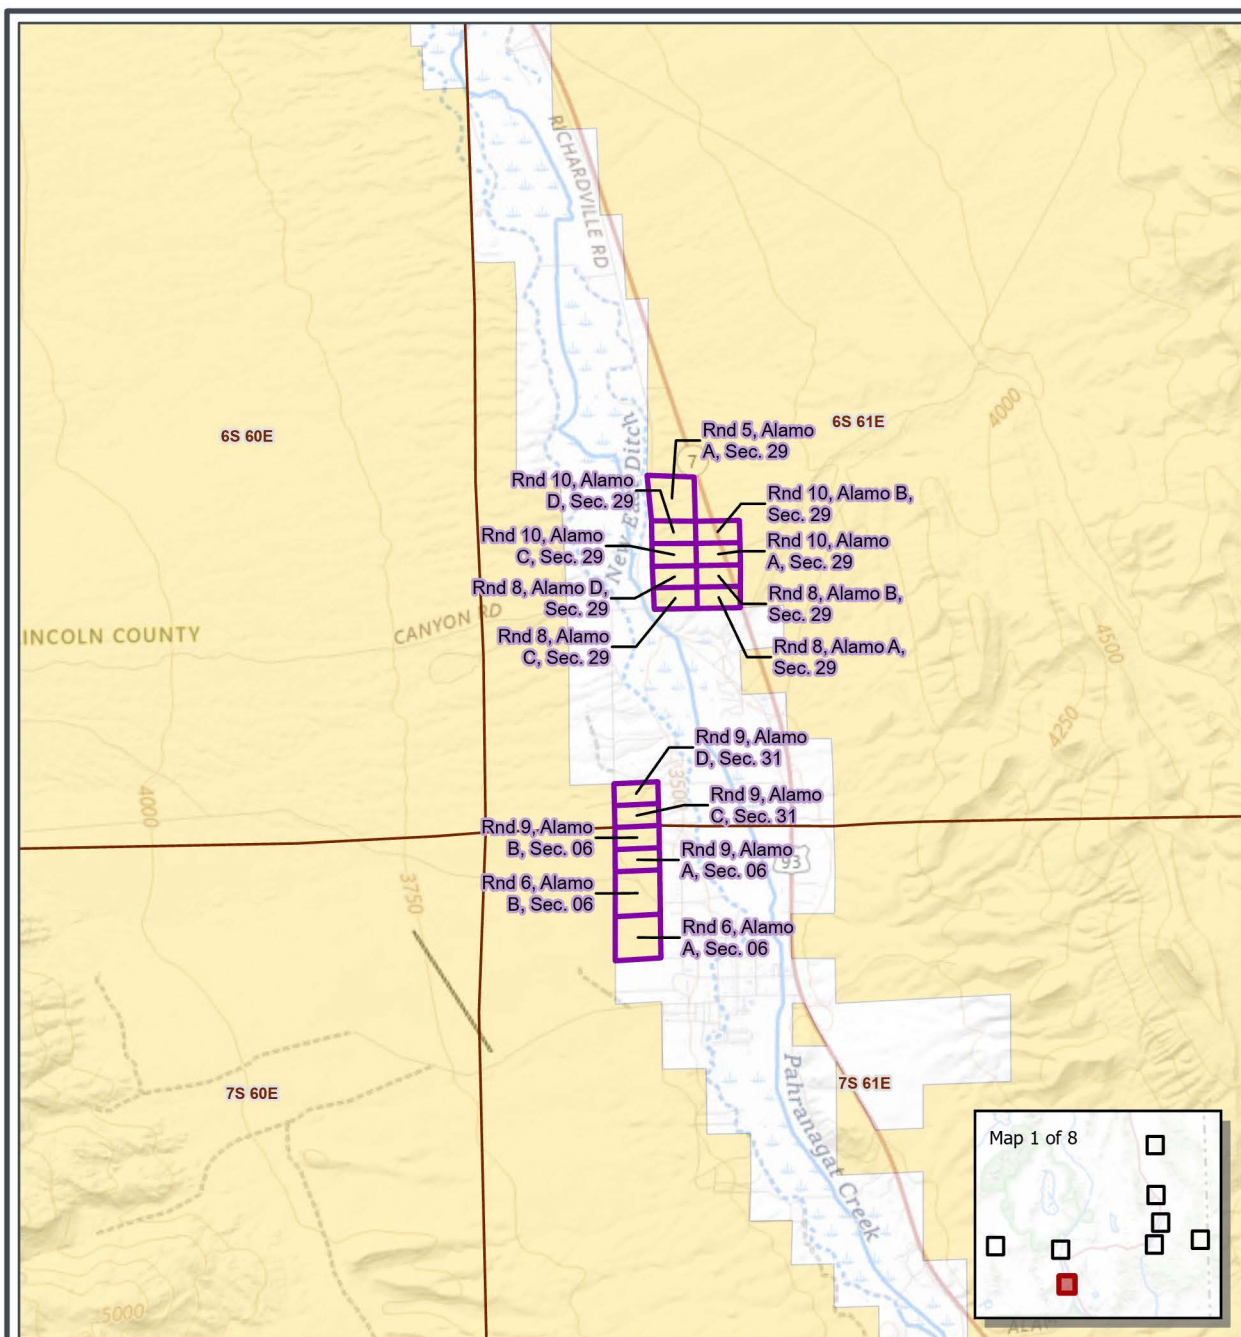 RICHARDVILLE RD
6S 60E
6S 61E
4000
Rnd 5, Alamo
A, Sec. 29
7
New East Ditch
Rnd 10, Alamo
D, Sec. 29
Rnd 10, Alamo B,
Sec. 29
Rnd 10, Alamo
C, Sec. 29
Rnd 10, Alamo
A, Sec. 29
Rnd 8, Alamo D,
Sec. 29
Rnd 8, Alamo B,
Sec. 29
INCOLN COUNTY
CANYON RD
Rnd 8, Alamo
C, Sec. 29
Rnd 8, Alamo A,
Sec. 29
4500
4250
Rnd 9, Alamo
D, Sec. 31
350
4000
Rnd 9, Alamo
C, Sec. 31
Rnd 9, Alamo
B, Sec. 06
Rnd 9, Alamo
A, Sec. 06
93
3750
Rnd 6, Alamo
B, Sec. 06
Rnd 6, Alamo
A, Sec. 06
7S 60E
7S 61E
Pahranagat Creek
Map 1 of 8
5000